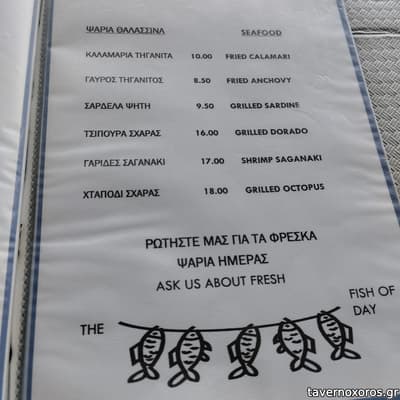 ΨΑΡΙΑ ΘΑΛΑΣΣΙΝΑ SEAFOOD
ΚΑΛΑΜΑΡΙΑ ΤΗΓΑΝΙΤΑ 10.00 FRIED CALAMARI
ΓΑΥΡΟΣ ΤΗΓΑΝΙΤΟΣ 8.50 FRIED ANCHOVY
ΣΑΡΔΕΛΑ ΨΗΤΗ 9.50 GRILLED SARDINE
ΤΣΙΠΟΥΡΑ ΣΧΑΡΑΣ 16.00 GRILLED DORADO
ΓΑΡΙΔΕΣ ΣΑΓΑΝΑΚΙ 17.00 SHRIMP SAGANAKI
ΧΤΑΠΟΔΙ ΣΧΑΡΑΣ 18.00 GRILLED OCTOPUS
ΡΩΤΗΣΤΕ ΜΑΣ ΓΙΑ ΤΑ ΦΡΕΣΚΑ
ΨΑΡΙΑ ΗΜΕΡΑΣ
ASK US ABOUT FRESH
THE FISH OF
DAY
tavernoxoros.gr